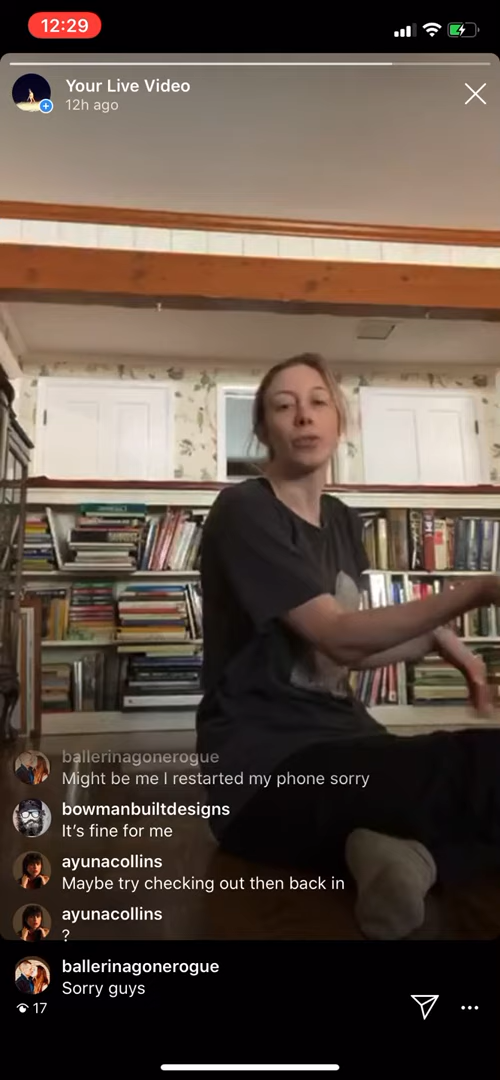 12:29
Your Live Video
12h ago
ballerinagonerogue
Might be me I restarted my phone sorry
bowmanbuiltdesigns
It's fine for me
ayunacollins
Maybe try checking out then back in
ayunacollins
?
ballerinagonerogue
Sorry guys
17